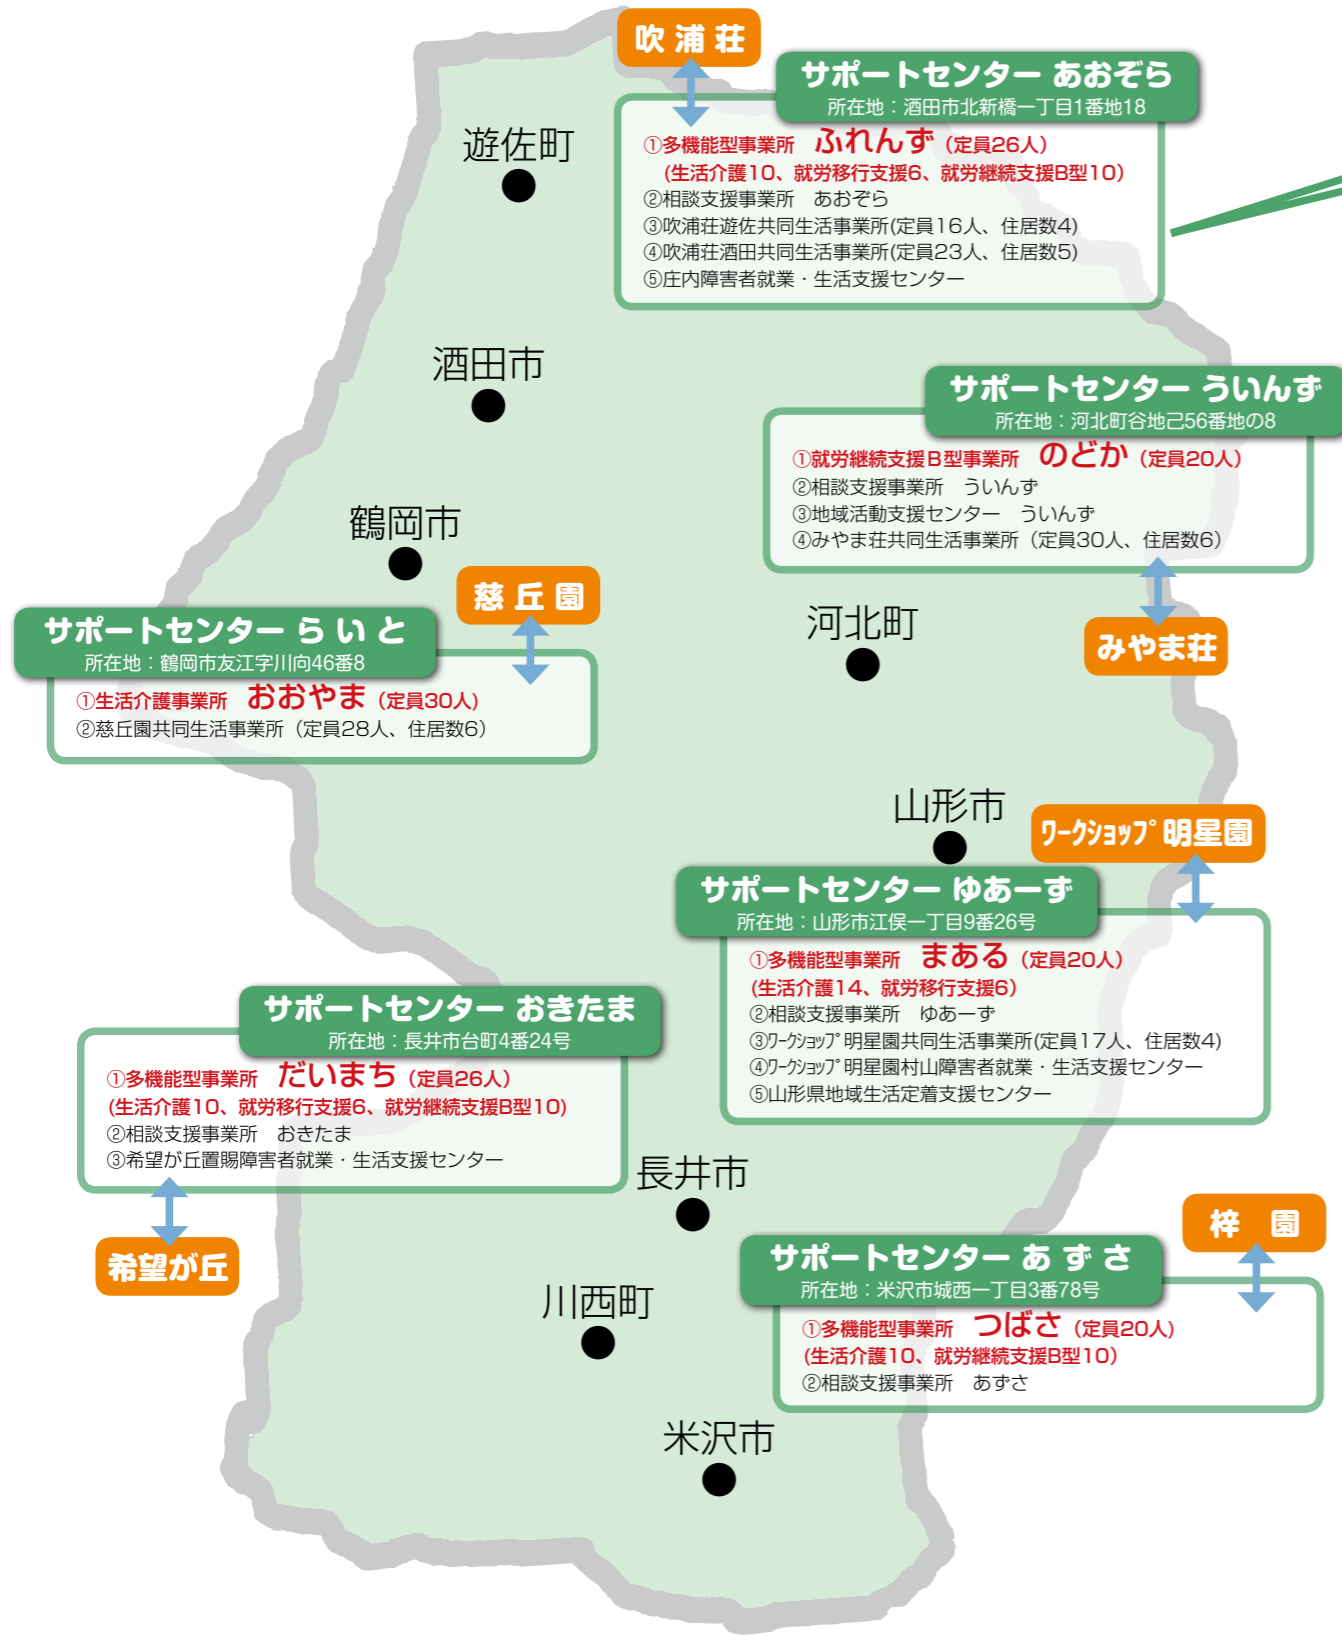 吹浦荘
サポートセンター あおぞら
所在地：酒田市北新橋一丁目1番地18
①多機能型事業所　ふれんず（定員26人）
(生活介護10、就労移行支援6、就労継続支援B型10）
②相談支援事業所　あおぞら
③吹浦荘遊佐共同生活事業所(定員16人、住居数4)
④吹浦荘酒田共同生活事業所(定員23人、住居数5)
⑤庄内障害者就業・生活支援センター
遊佐町
酒田市
サポートセンター ういんず
所在地：河北町谷地己56番地の8
①就労継続支援Ｂ型事業所　のどか（定員20人）
②相談支援事業所　ういんず
③地域活動支援センター　ういんず
④みやま荘共同生活事業所（定員30人、住居数6）
みやま荘
鶴岡市
慈丘園
サポートセンター らいと
所在地：鶴岡市友江字川向46番8
①生活介護事業所　おおやま（定員30人)
②慈丘園共同生活事業所（定員28人、住居数6）
河北町
山形市
ﾜｰｸｼｮｯﾌﾟ明星園
サポートセンター ゆあーず
所在地：山形市江俣一丁目9番26号
①多機能型事業所　まある（定員20人）
(生活介護14、就労移行支援6）
②相談支援事業所　ゆあーず
③ﾜｰｸｼｮｯﾌﾟ明星園共同生活事業所(定員17人、住居数4)
④ﾜｰｸｼｮｯﾌﾟ明星園村山障害者就業・生活支援センター
⑤山形県地域生活定着支援センター
サポートセンター おきたま
所在地：長井市台町4番24号
①多機能型事業所　だいまち（定員26人）
(生活介護10、就労移行支援6、就労継続支援B型10)
②相談支援事業所　おきたま
③希望が丘置賜障害者就業・生活支援センター
希望が丘
長井市
川西町
梓　園
サポートセンター あずさ
所在地：米沢市城西一丁目3番78号
①多機能型事業所　つばさ（定員20人)
(生活介護10、就労継続支援B型10）
②相談支援事業所　あずさ
米沢市